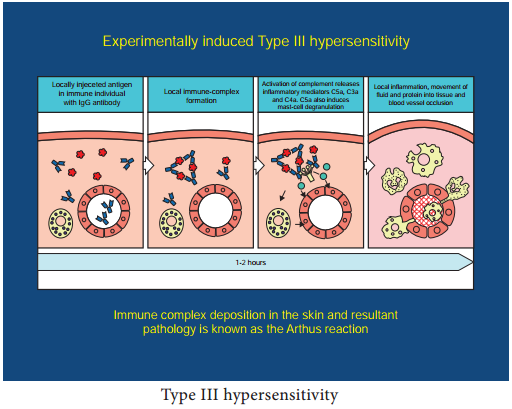 Experimentally induced Type III hypersensitivity
Locally injeceted antigen
in immune individual
with IgG antibody
Local immune-complex
formation
Activation of complement releases
inflammatory mediators C5a, C3a
and C4a. C5a also induces
mast-cell degranulation
Local inflammation, movement of
fluid and protein into tissue and
blood vessel occlusion
1-2 hours
Immune complex deposition in the skin and resultant
pathology is known as the Arthus reaction
Type III hypersensitivity